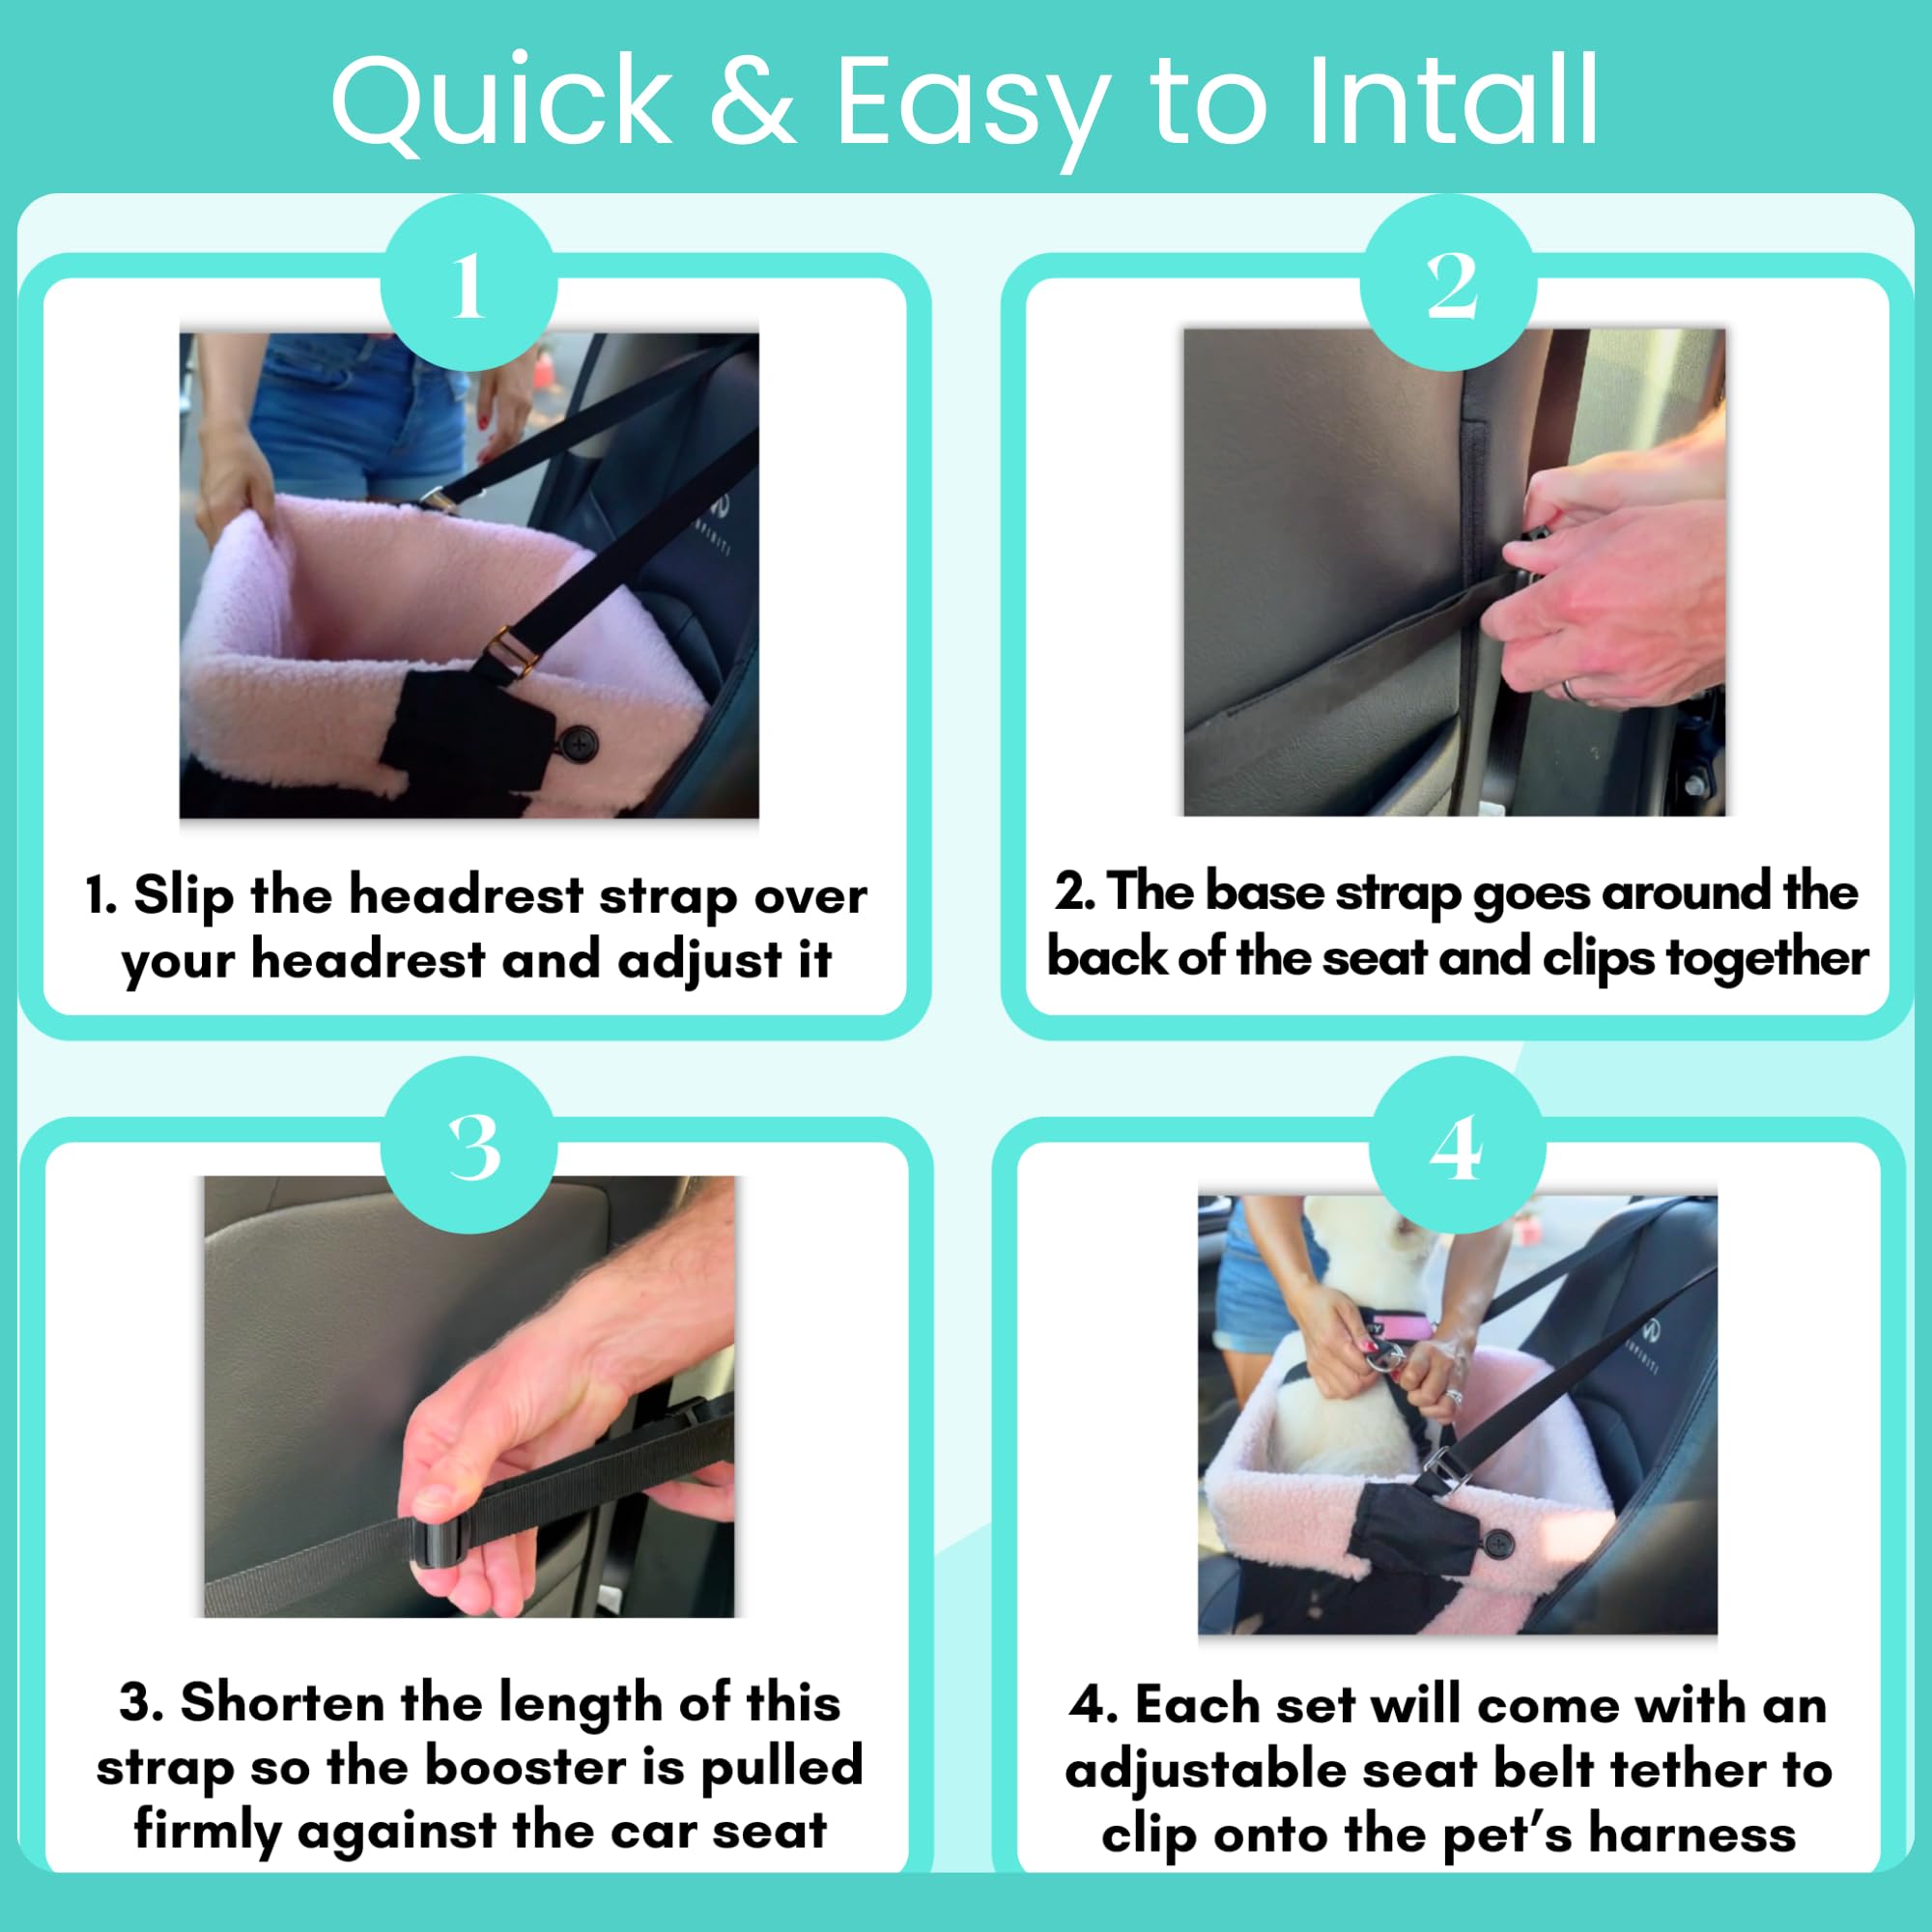 Quick & Easy to Intall
1
1. Slip the headrest strap over
your headrest and adjust it
2
2. The base strap goes around the
back of the seat and clips together
3
3. Shorten the length of this
strap so the booster is pulled
firmly against the car seat
4
INFINITI
4. Each set will come with an
adjustable seat belt tether to
clip onto the pet’s harness